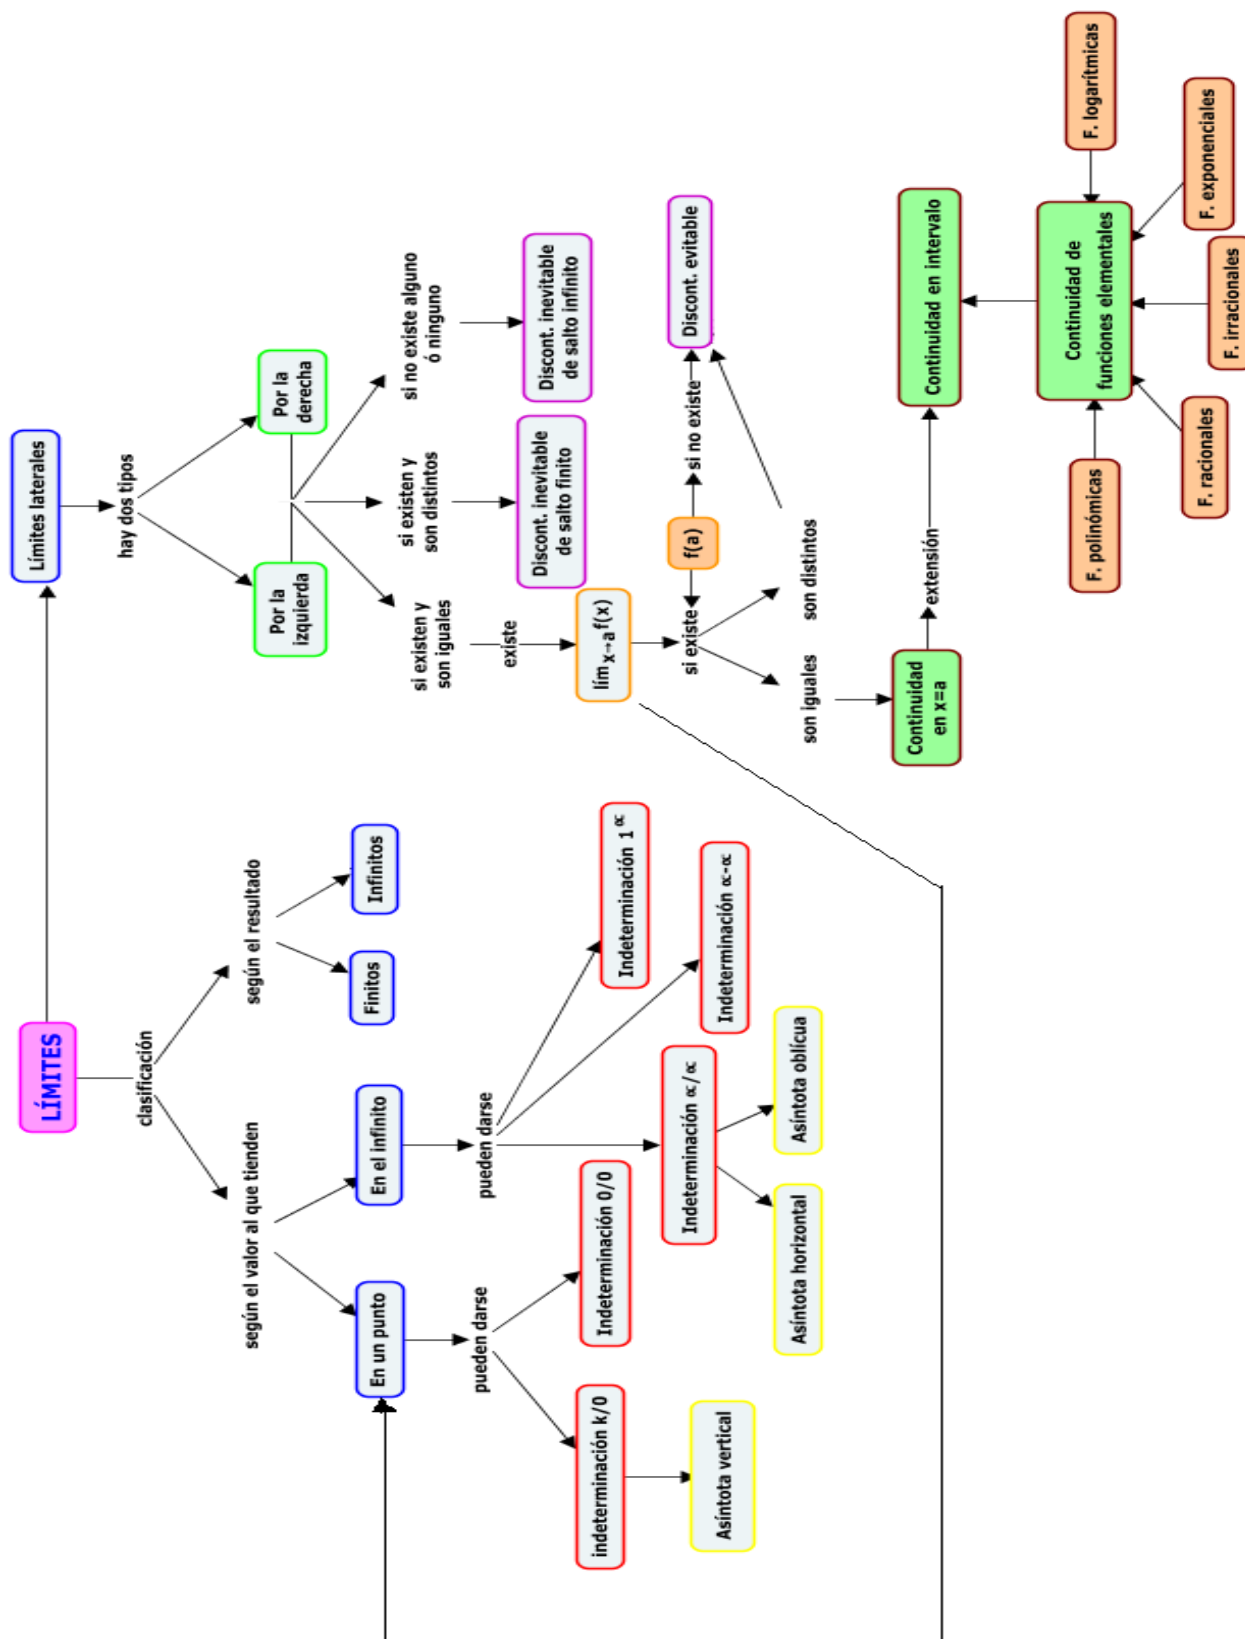 LÍMITES
clasificación
según el valor al que tienden
según el resultado
En un punto
En el infinito
Finitos
Infinitos
pueden darse
pueden darse
indeterminación k/0
Indeterminación 0/0
Indeterminación ∝/∝
Indeterminación 1^∝
Indeterminación ∝-∝
Asíntota vertical
Asíntota horizontal
Asíntota oblícua
Límites laterales
hay dos tipos
Por la
izquierda
Por la
derecha
si existen y
son iguales
si existen y
son distintos
si no existe alguno
ó ninguno
existe
Discont. inevitable
de salto finito
Discont. inevitable
de salto infinito
lím x→a f(x)
si existe
f(a)
si no existe
Discont. evitable
son iguales
son distintos
Continuidad
en x=a
extensión
Continuidad en intervalo
Continuidad de
funciones elementales
F. polinómicas
F. racionales
F. irracionales
F. exponenciales
F. logarítmicas